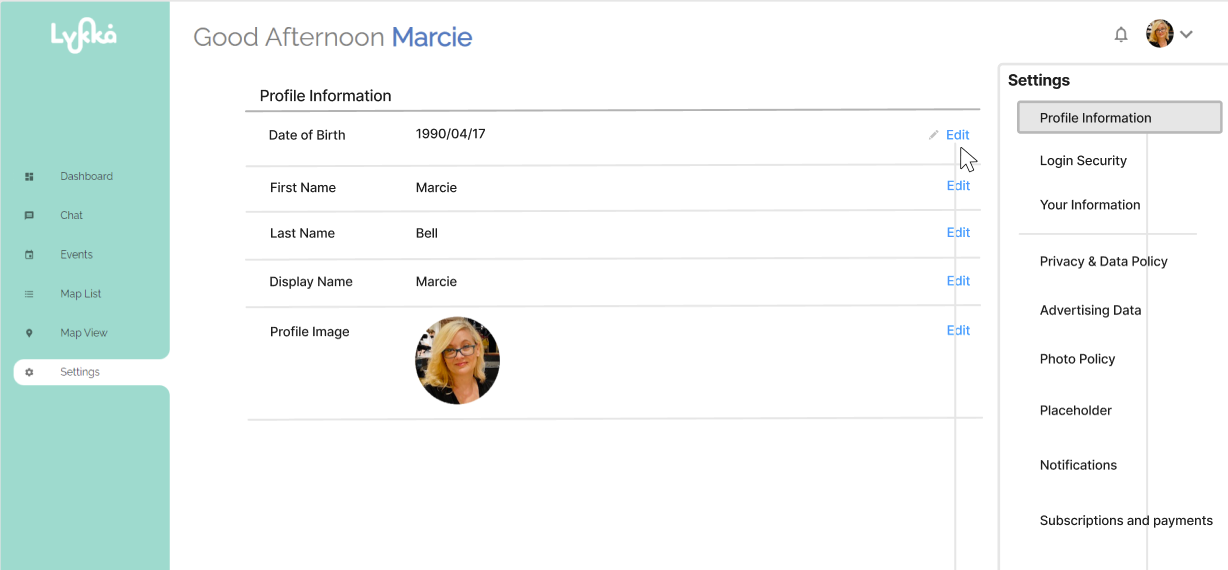 Lykkå
Good Afternoon Marcie
Dashboard
Chat
Events
Map List
Map View
Settings
Profile Information
Date of Birth 1990/04/17 Edit
First Name Marcie Edit
Last Name Bell Edit
Display Name Marcie Edit
Profile Image Edit
Settings
Profile Information
Login Security
Your Information
Privacy & Data Policy
Advertising Data
Photo Policy
Placeholder
Notifications
Subscriptions and payments